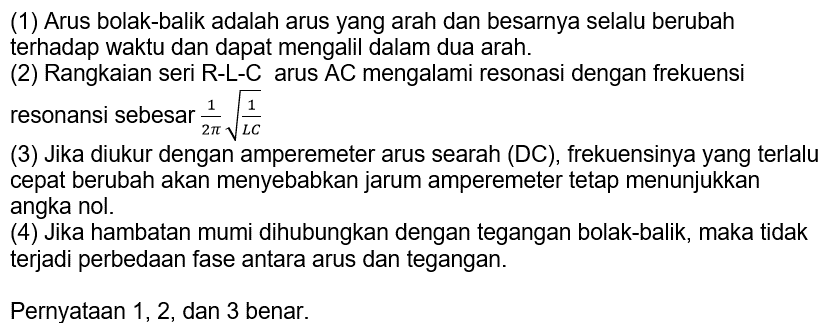 (1) Arus bolak-balik adalah arus yang arah dan besarnya selalu berubah
terhadap waktu dan dapat mengalil dalam dua arah.
(2) Rangkaian seri R-L-C arus AC mengalami resonasi dengan frekuensi
resonansi sebesar \frac{1}{2\pi}\sqrt{\frac{1}{LC}}
(3) Jika diukur dengan amperemeter arus searah (DC), frekuensinya yang terlalu
cepat berubah akan menyebabkan jarum amperemeter tetap menunjukkan
angka nol.
(4) Jika hambatan mumi dihubungkan dengan tegangan bolak-balik, maka tidak
terjadi perbedaan fase antara arus dan tegangan.
Pernyataan 1, 2, dan 3 benar.